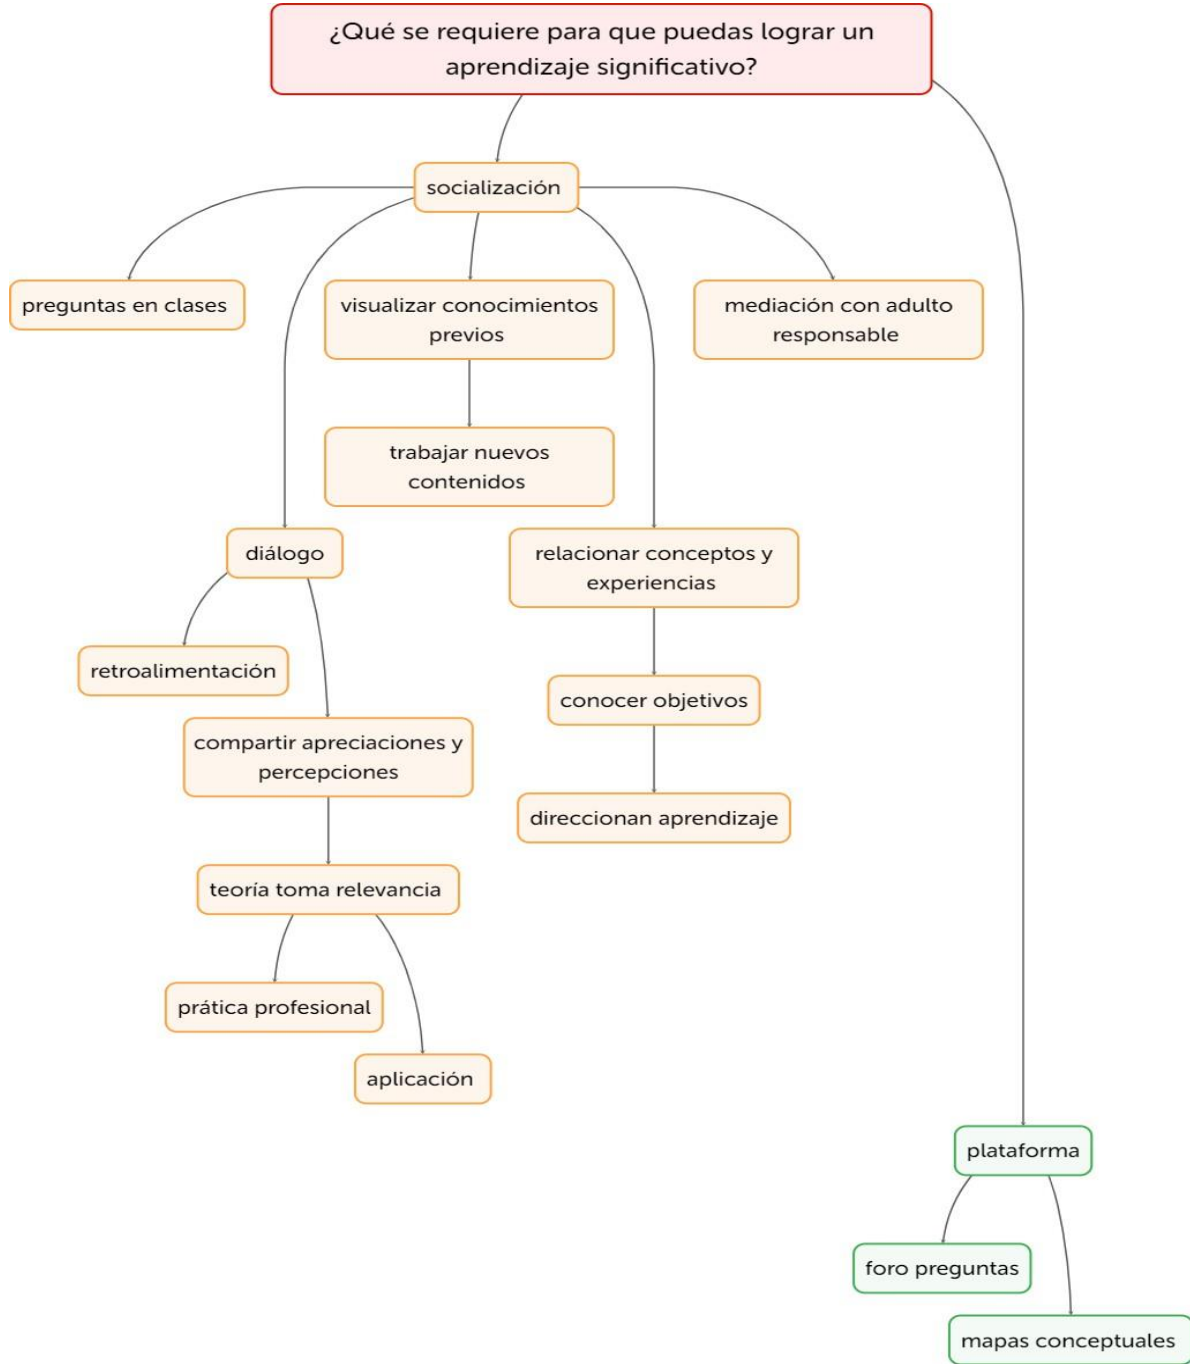 ¿Qué se requiere para que puedas lograr un
aprendizaje significativo?
socialización
preguntas en clases
visualizar conocimientos
previos
mediación con adulto
responsable
trabajar nuevos
contenidos
diálogo
relacionar conceptos y
experiencias
retroalimentación
conocer objetivos
compartir apreciaciones y
percepciones
direccionan aprendizaje
teoría toma relevancia
prática profesional
aplicación
plataforma
foro preguntas
mapas conceptuales